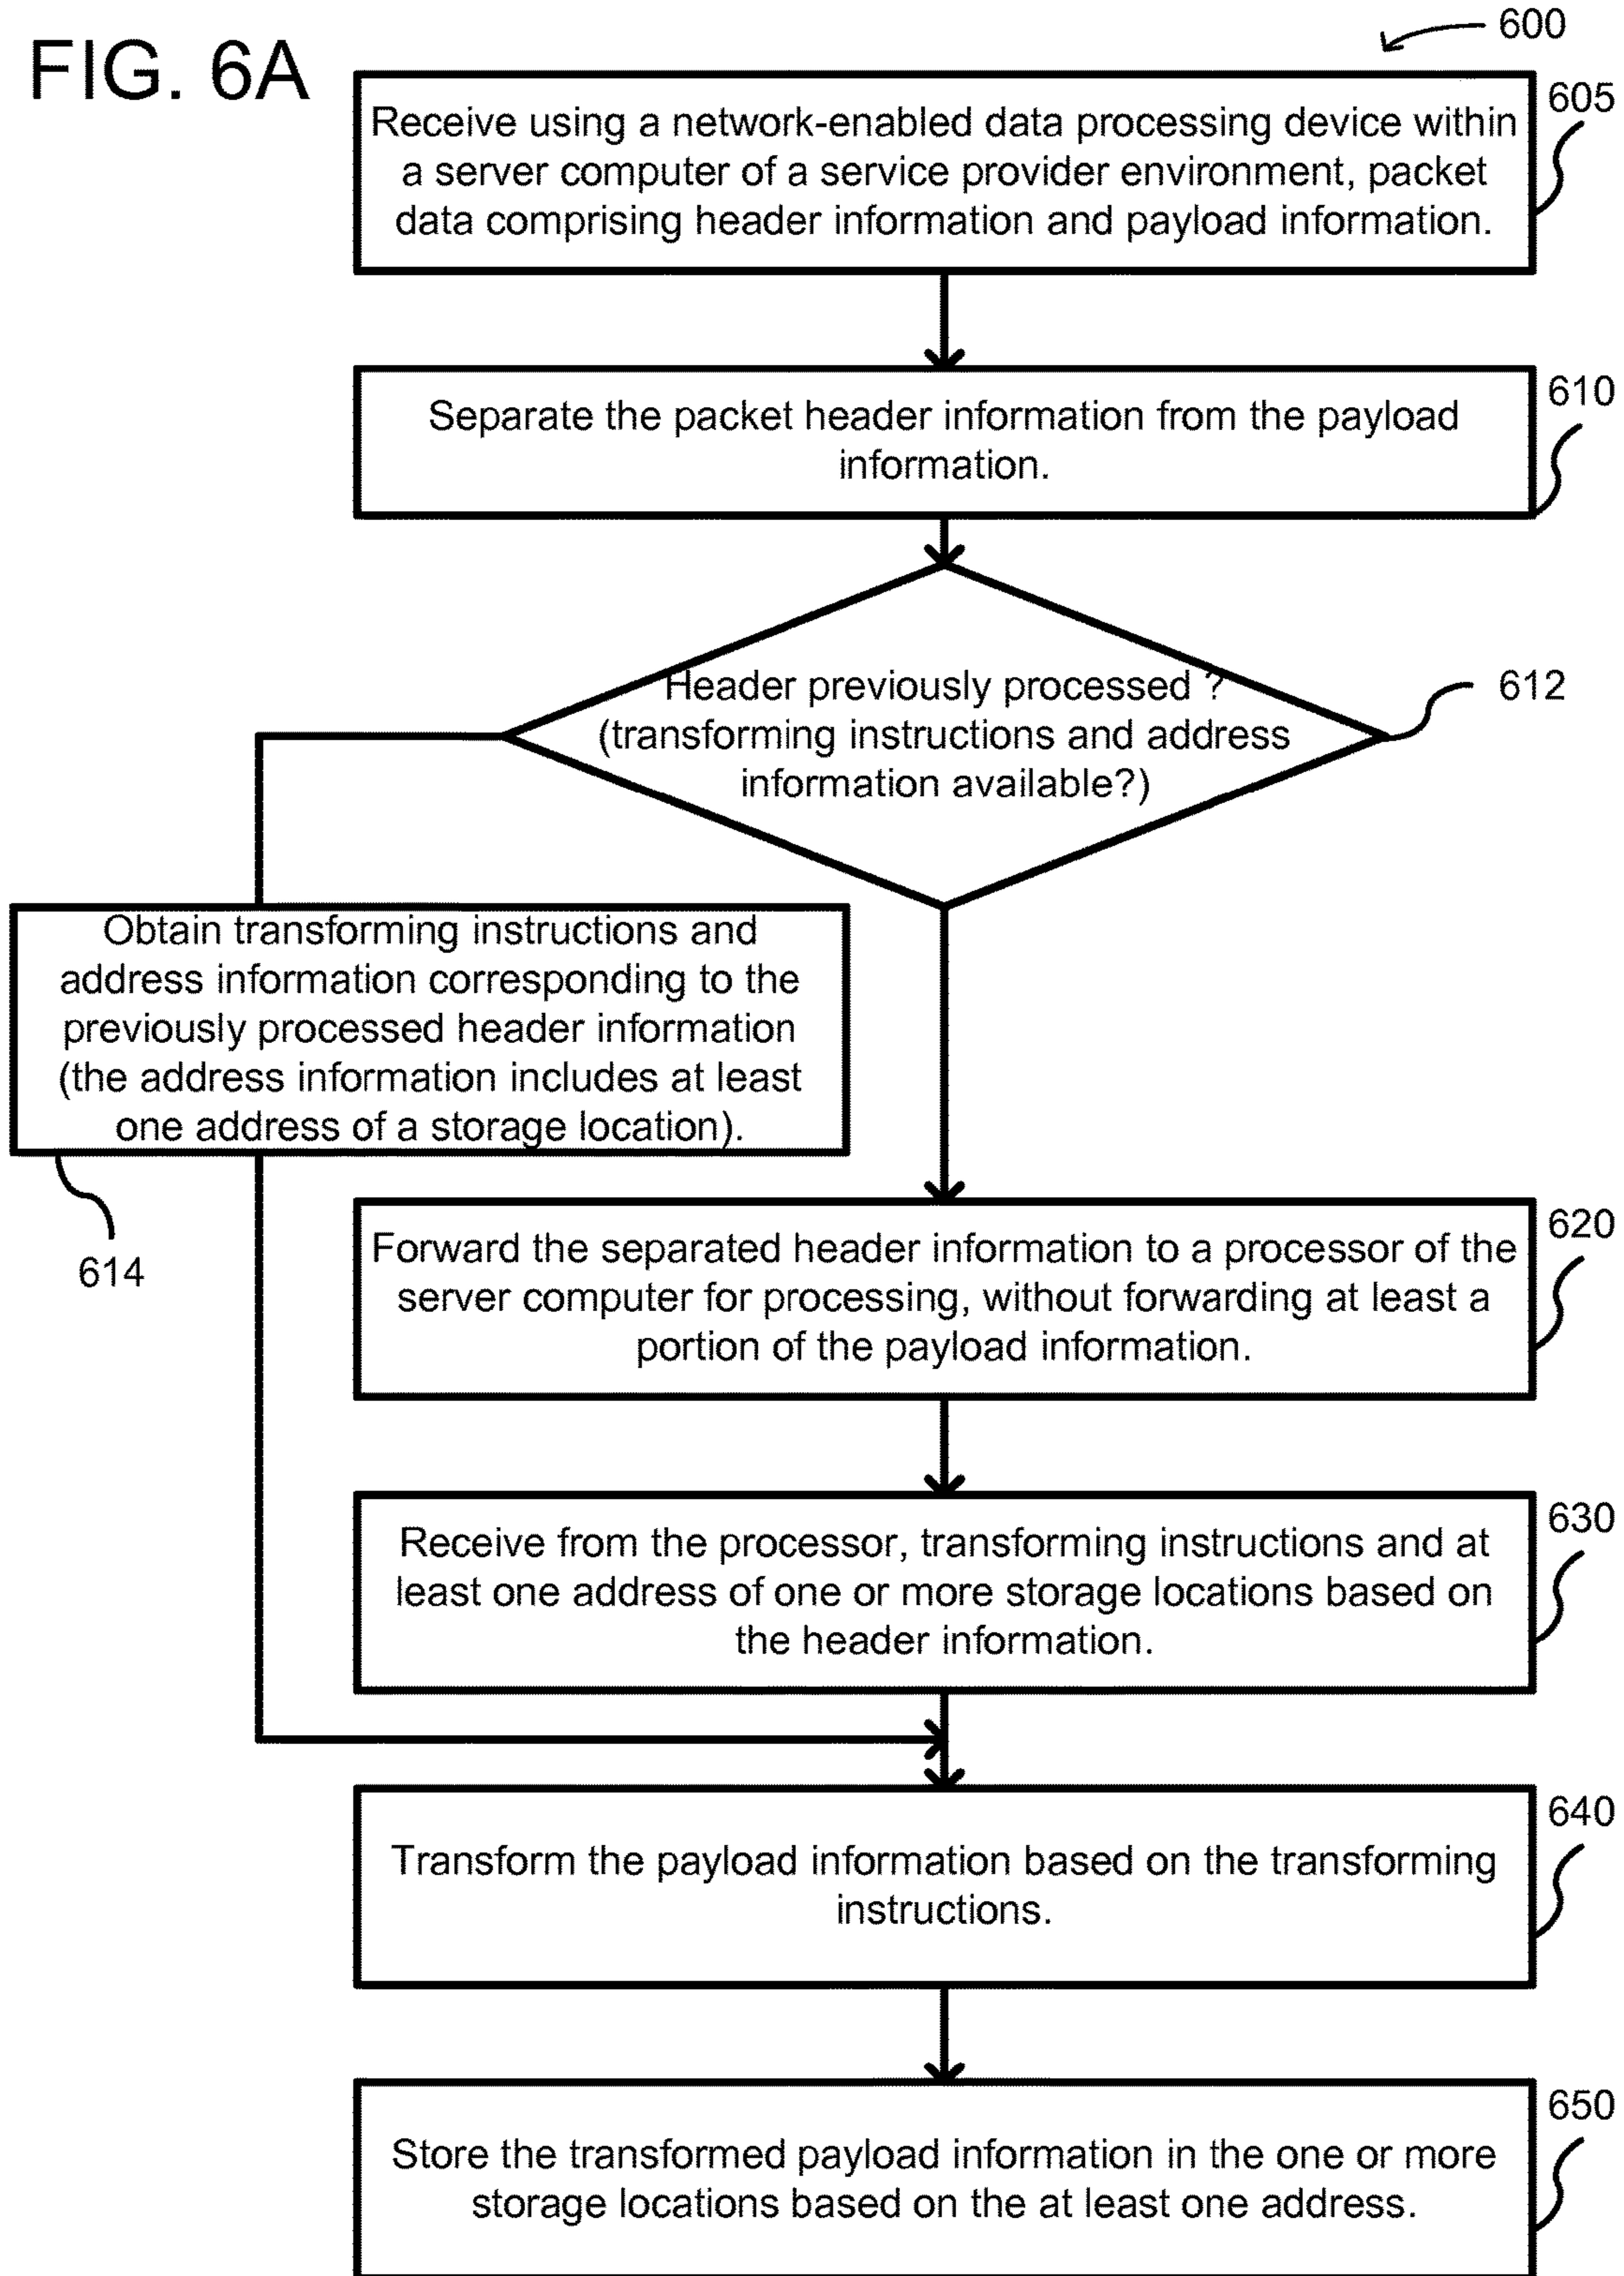 FIG. 6A
600
605
Receive using a network-enabled data processing device within
a server computer of a service provider environment, packet
data comprising header information and payload information.
610
Separate the packet header information from the payload
information.
612
Header previously processed ?
(transforming instructions and address
information available?)
Obtain transforming instructions and
address information corresponding to the
previously processed header information
(the address information includes at least
one address of a storage location).
614
620
Forward the separated header information to a processor of the
server computer for processing, without forwarding at least a
portion of the payload information.
630
Receive from the processor, transforming instructions and at
least one address of one or more storage locations based on
the header information.
640
Transform the payload information based on the transforming
instructions.
650
Store the transformed payload information in the one or more
storage locations based on the at least one address.